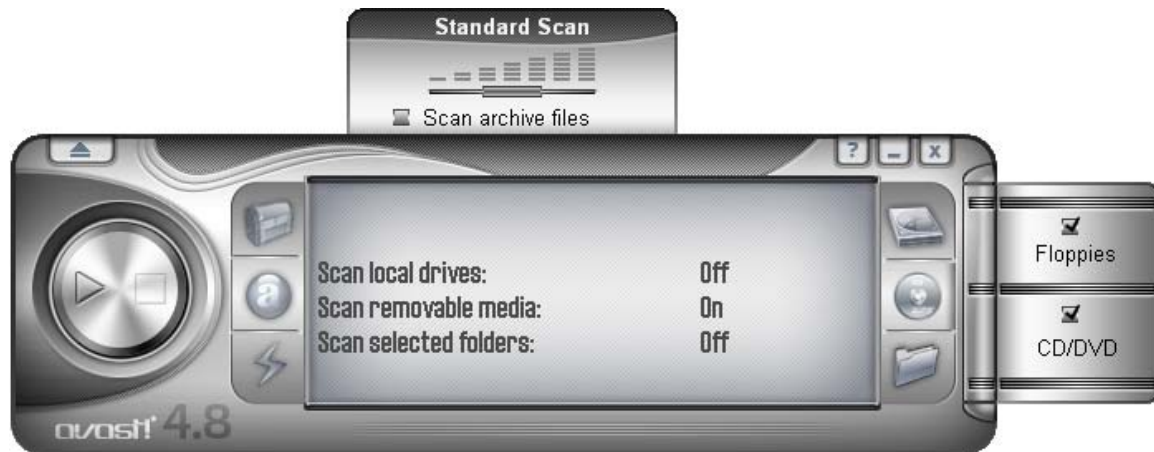 Standard Scan
Scan archive files
?
x
Scan local drives: Off
Scan removable media: On
Scan selected folders: Off
a
Floppies
CD/DVD
avast! 4.8